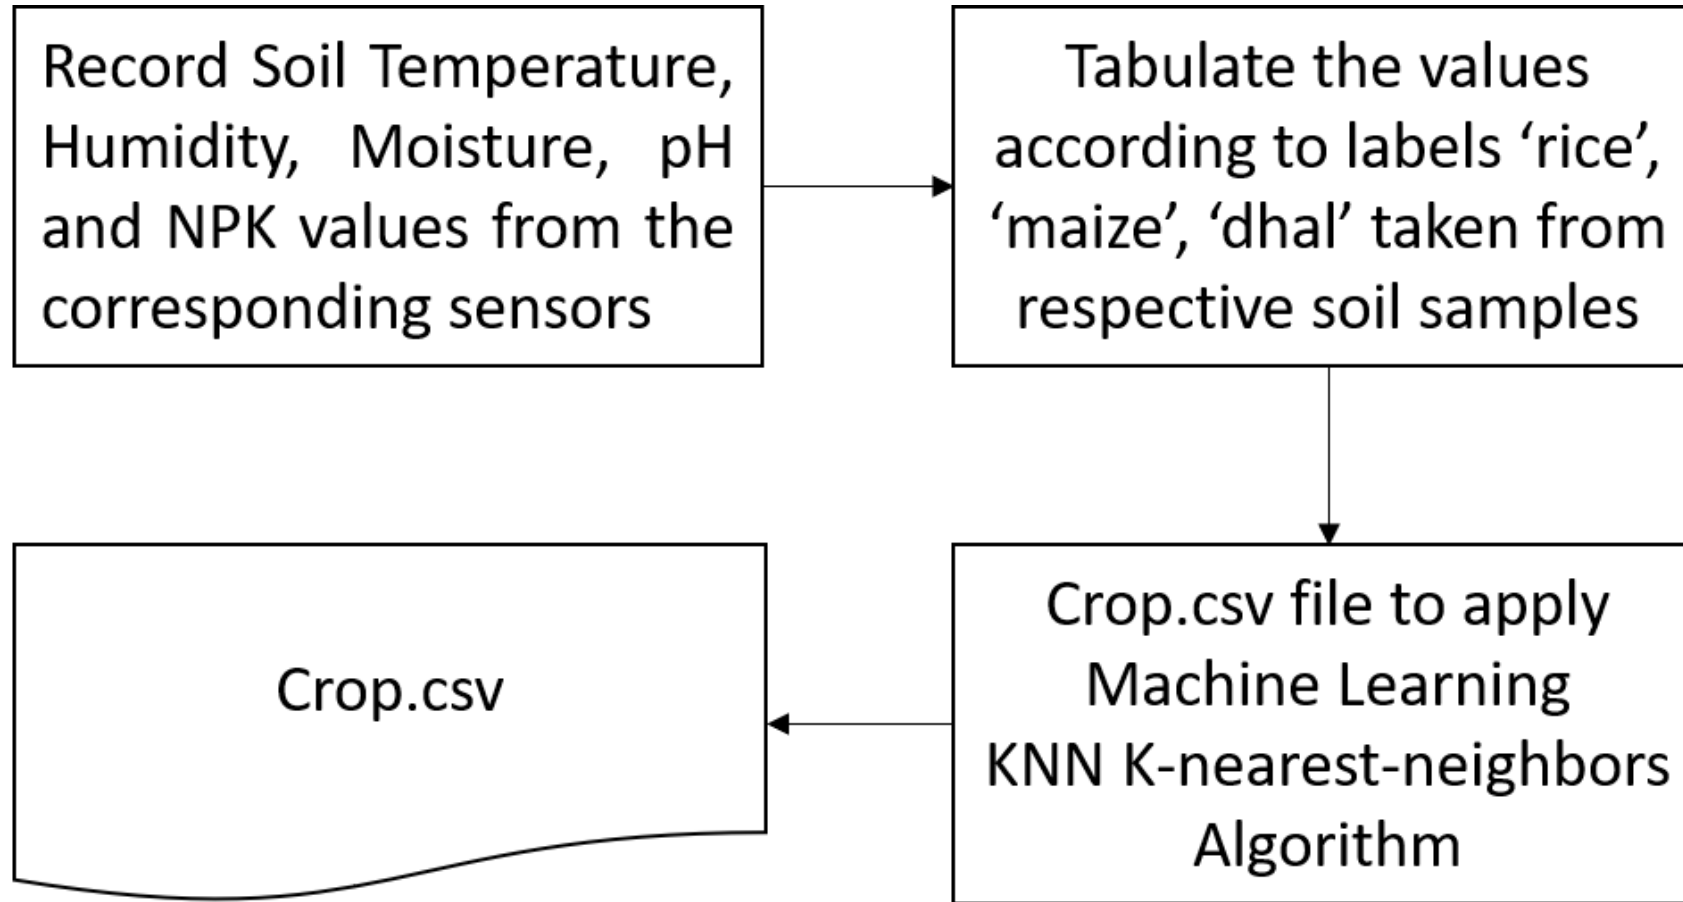 Record Soil Temperature,
Humidity, Moisture, pH
and NPK values from the
corresponding sensors
Tabulate the values
according to labels ‘rice’,
‘maize’, ‘dhal’ taken from
respective soil samples
Crop.csv file to apply
Machine Learning
KNN K-nearest-neighbors
Algorithm
Crop.csv